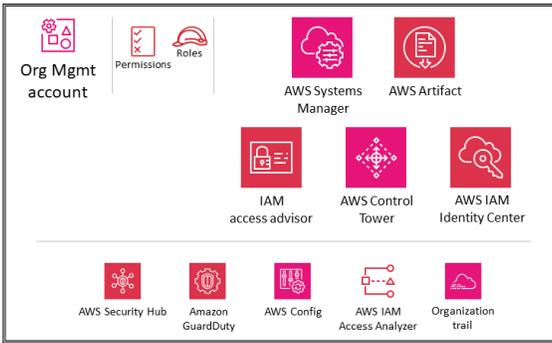 Org Mgmt
account
Permissions
Roles
AWS Systems
Manager
AWS Artifact
IAM
access advisor
AWS Control
Tower
AWS IAM
Identity Center
AWS Security Hub
Amazon
GuardDuty
AWS Config
AWS IAM
Access Analyzer
Organization
trail